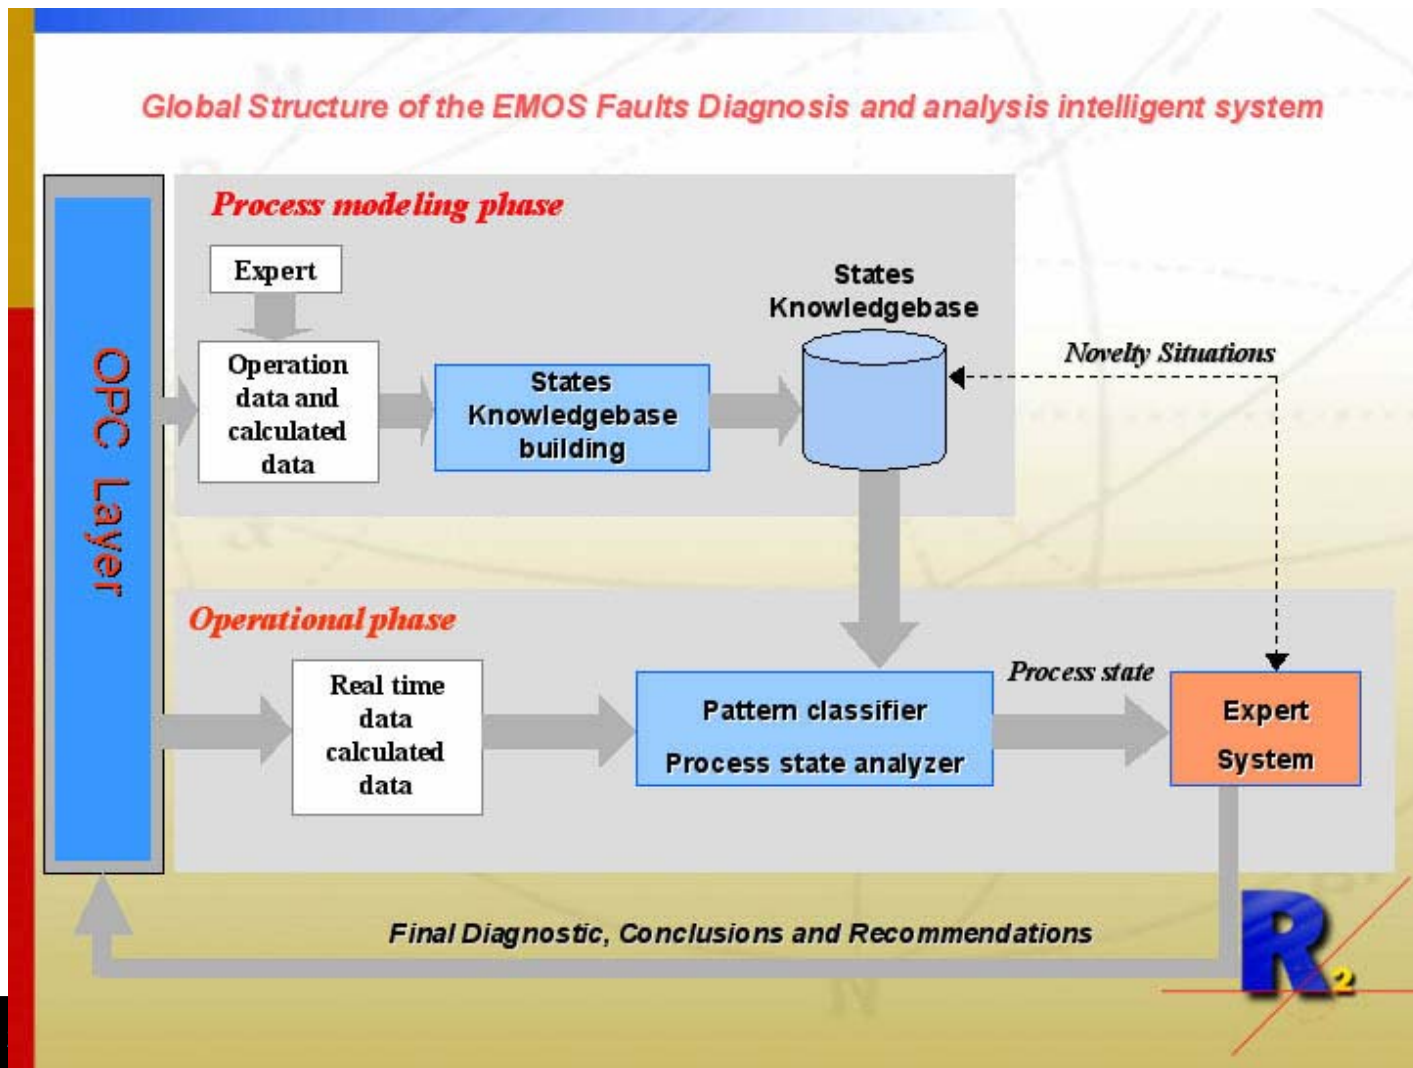 Global Structure of the EMOS Faults Diagnosis and analysis intelligent system
OPC Layer
Process modeling phase
Expert
Operation
data and
calculated
data
States
Knowledgebase
building
States
Knowledgebase
Novelty Situations
Operational phase
Real time
data
calculated
data
Pattern classifier
Process state analyzer
Process state
Expert
System
Final Diagnostic, Conclusions and Recommendations
R2